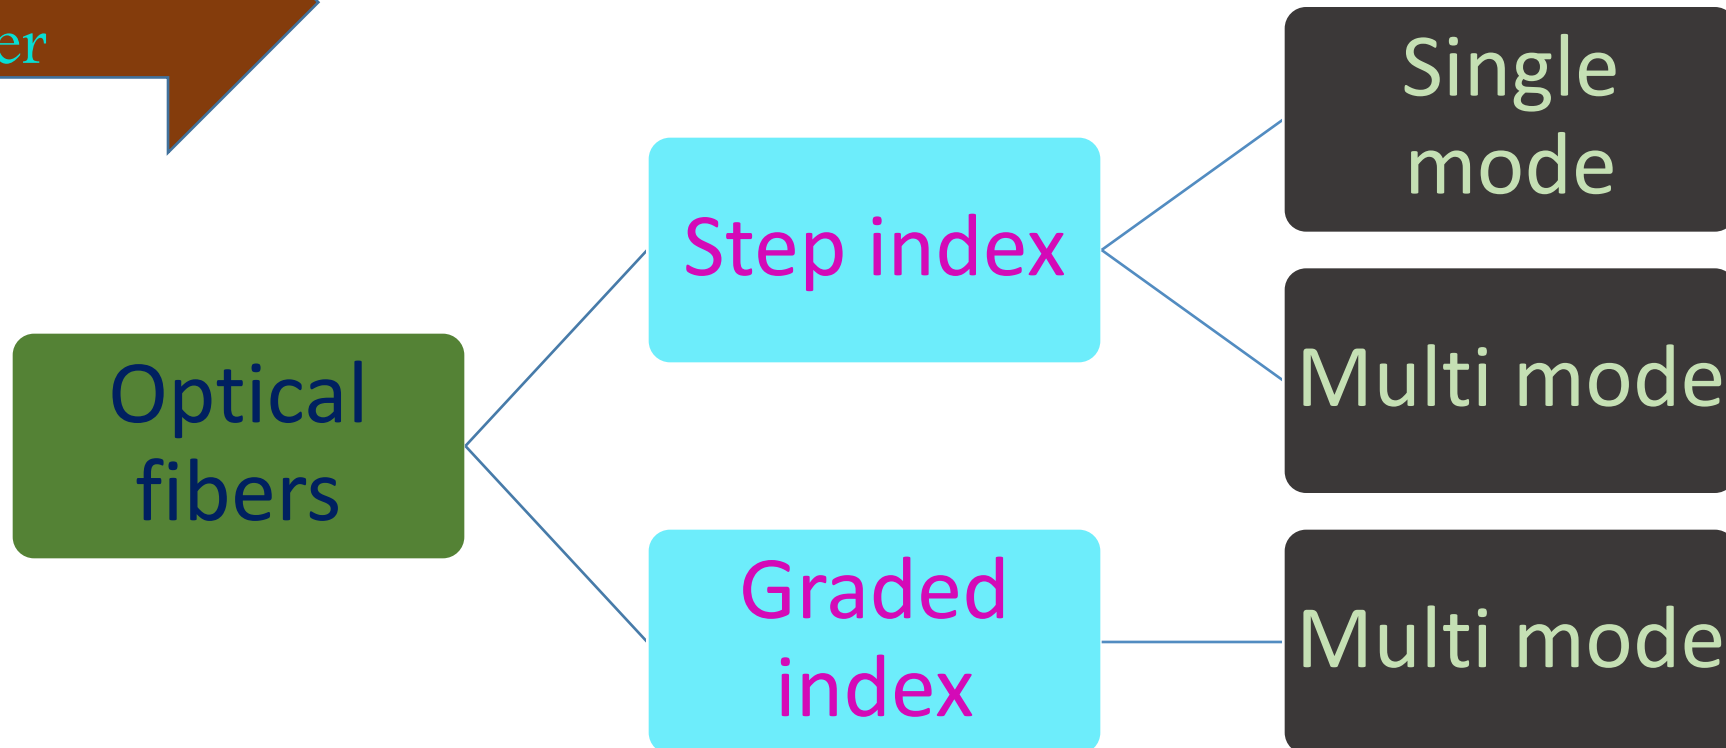 er
Optical
fibers
Step index
Graded
index
Single
mode
Multi mode
Multi mode